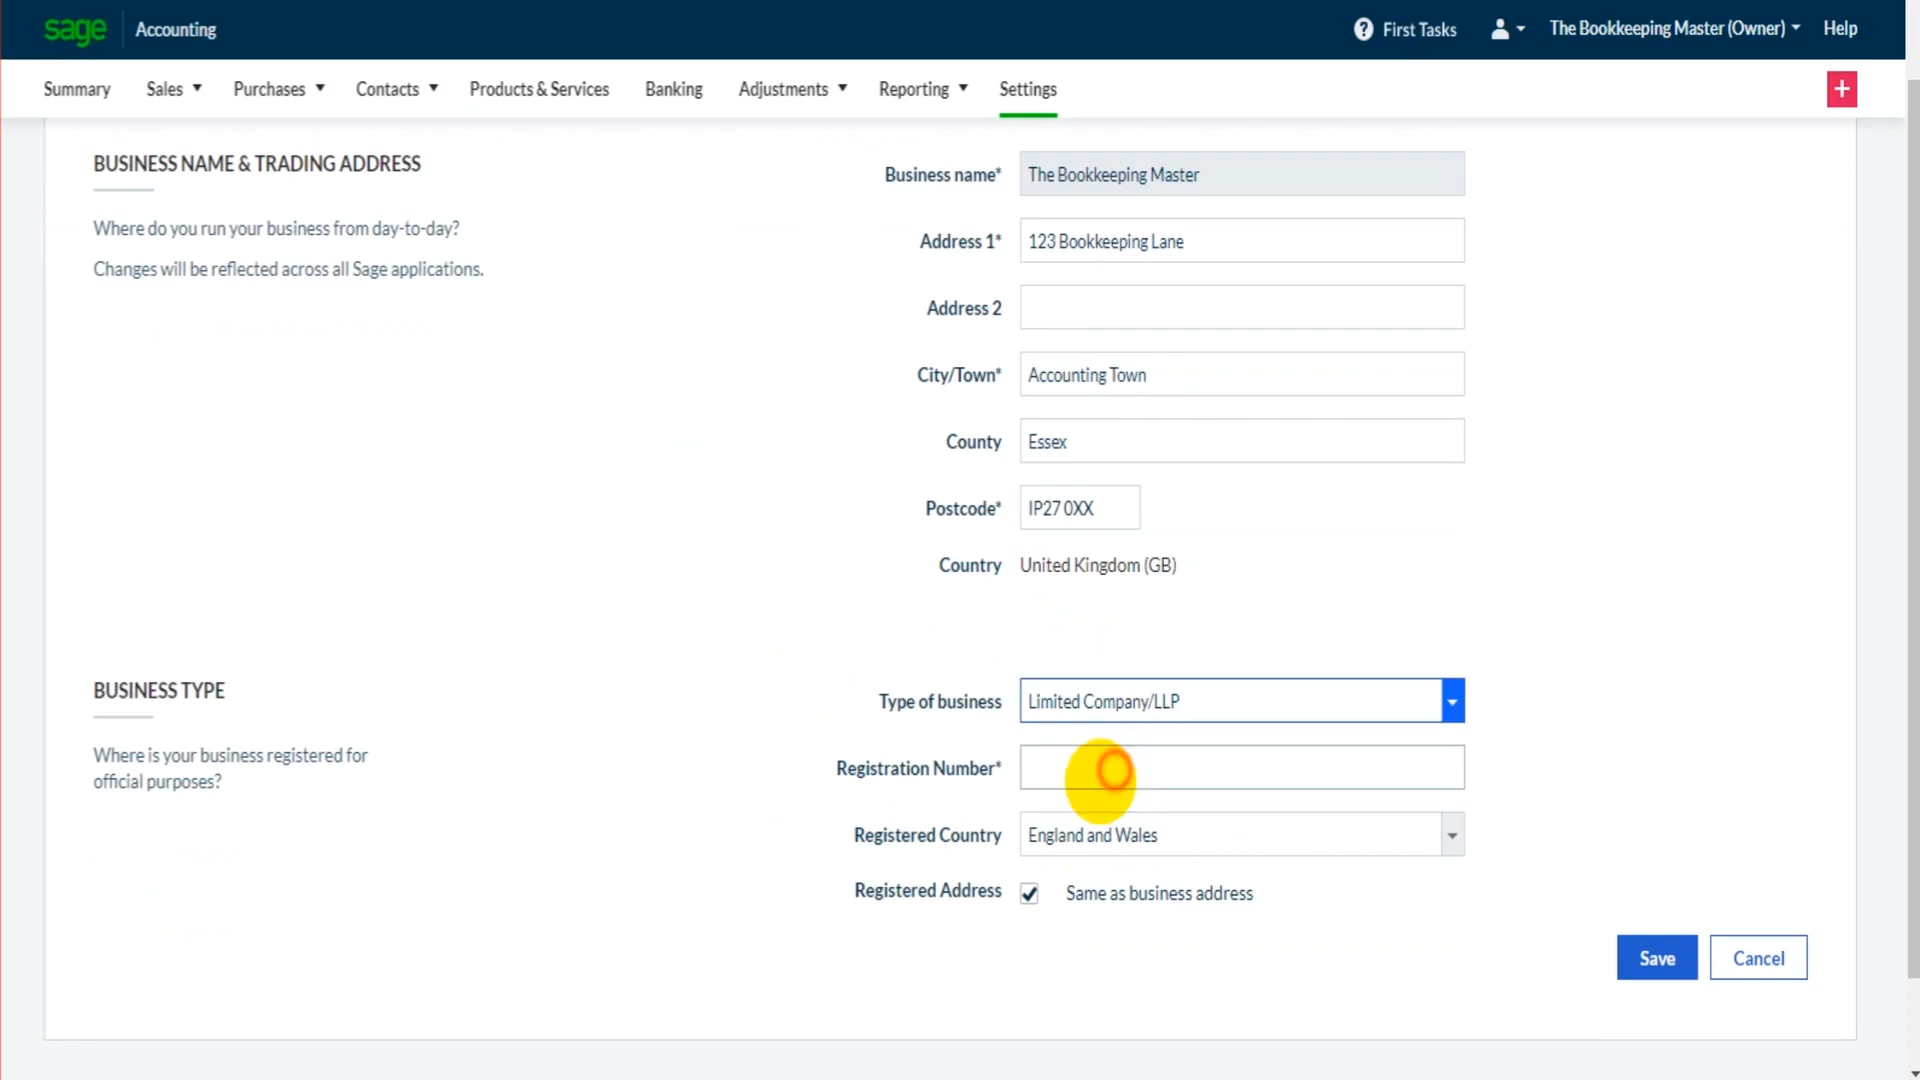 sage Accounting ? First Tasks The Bookkeeping Master (Owner) Help
Summary Sales Purchases Contacts Products & Services Banking Adjustments Reporting Settings +
BUSINESS NAME & TRADING ADDRESS
Where do you run your business from day-to-day?
Changes will be reflected across all Sage applications.
Business name* The Bookkeeping Master
Address 1* 123 Bookkeeping Lane
Address 2
City/Town* Accounting Town
County Essex
Postcode* IP27 0XX
Country United Kingdom (GB)
BUSINESS TYPE
Where is your business registered for
official purposes?
Type of business Limited Company/LLP
Registration Number*
Registered Country England and Wales
Registered Address Same as business address
Save Cancel